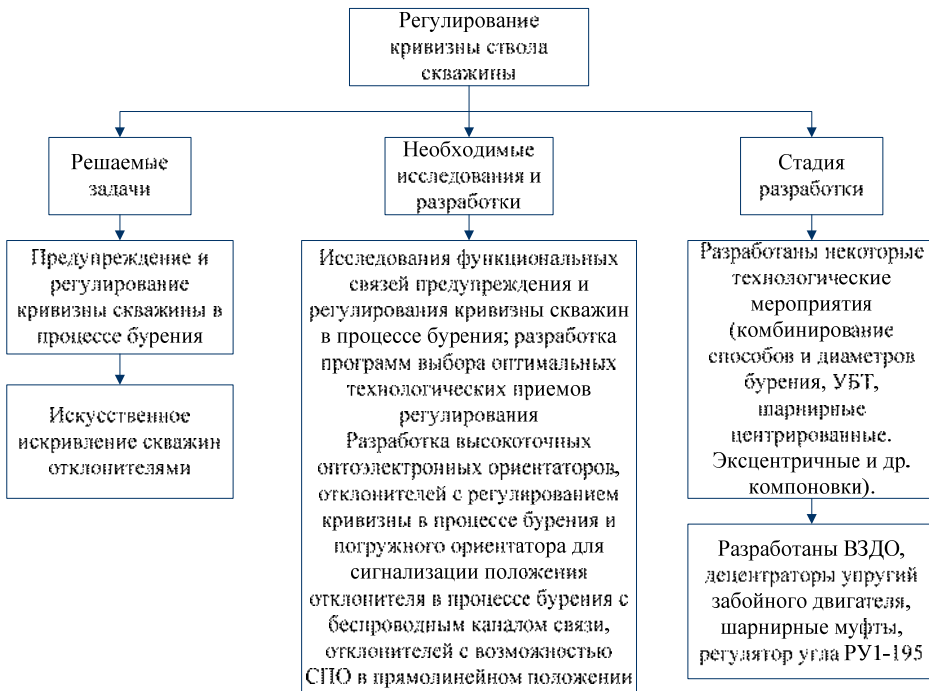 Регулирование
кривизны ствола
скважины
Решаемые
задачи
Необходимые
исследования и
разработки
Стадия
разработки
Предупреждение и
регулирование
кривизны скважины в
процессе бурения
Искусственное
искривление скважин
отклонителями
Исследования функциональных
связей предупреждения и
регулирования кривизны скважин
в процессе бурения; разработка
программ выбора оптимальных
технологических приемов
регулирования
Разработка высокоточных
оптоэлектронных ориентаторов,
отклонителей с регулированием
кривизны в процессе бурения и
погружного ориентатора для
сигнализации положения
отклонителя в процессе бурения с
беспроводным каналом связи,
отклонителей с возможностью
СПО в прямолинейном положении
Разработаны некоторые
технологические
мероприятия
(комбинирование
способов и диаметров
бурения, УБТ,
шарнирные
центрированные.
Эксцентричные и др.
компоновки).
Разработаны ВЗДО,
децентраторы упругий
забойного двигателя,
шарнирные муфты,
регулятор угла РУ1-195